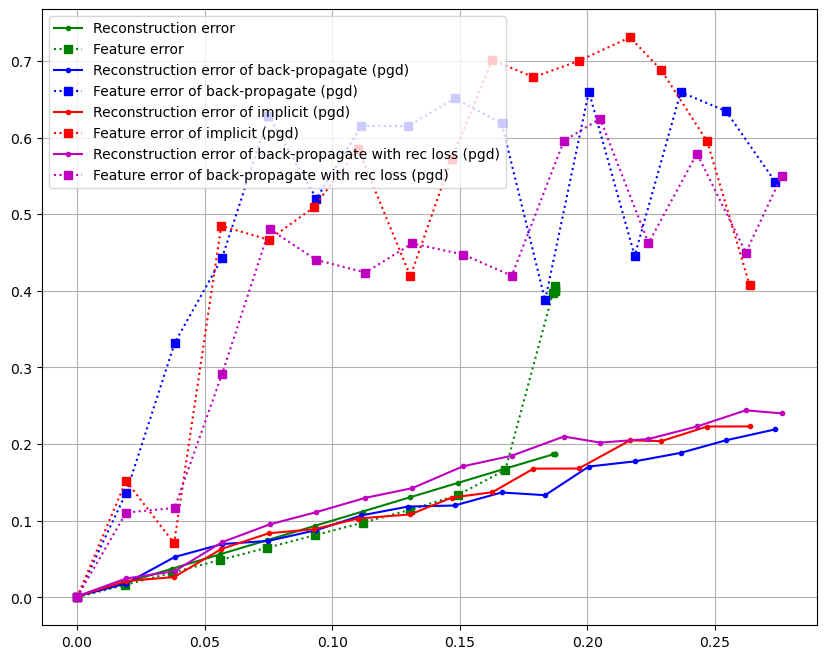 Reconstruction error
Feature error
Reconstruction error of back-propagate (pgd)
Feature error of back-propagate (pgd)
Reconstruction error of implicit (pgd)
Feature error of implicit (pgd)
Reconstruction error of back-propagate with rec loss (pgd)
Feature error of back-propagate with rec loss (pgd)
0.7
0.6
0.5
0.4
0.3
0.2
0.1
0.0
0.00 0.05 0.10 0.15 0.20 0.25